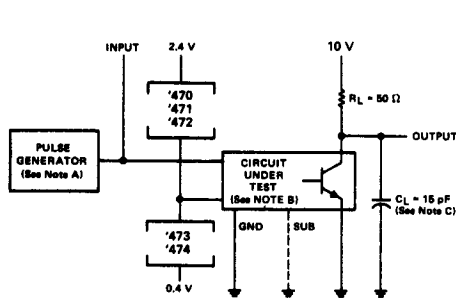 INPUT
2.4 V
10 V
'470
'471
'472
RL = 50 Ω
PULSE
GENERATOR
(See Note A)
CIRCUIT
UNDER
TEST
(See NOTE B)
OUTPUT
CL = 15 pF
(See Note C)
GND
SUB
'473
'474
0.4 V